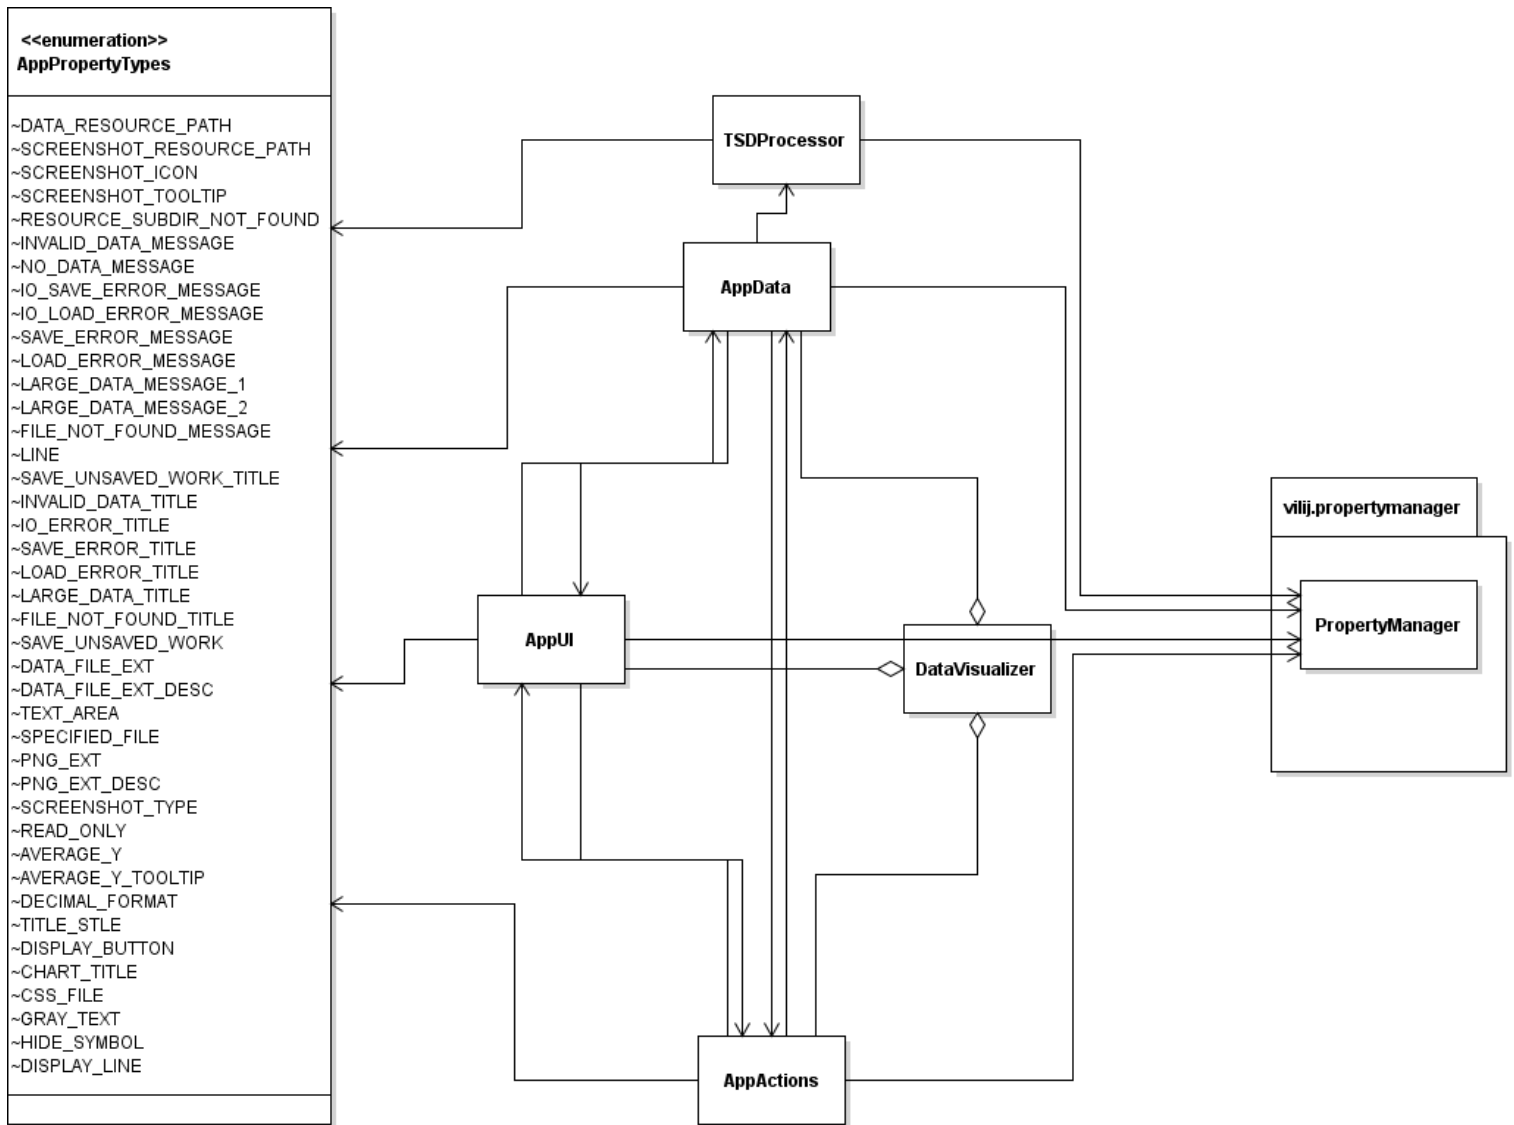 <<enumeration>>
AppPropertyTypes
~DATA_RESOURCE_PATH
~SCREENSHOT_RESOURCE_PATH
~SCREENSHOT_ICON
~SCREENSHOT_TOOLTIP
~RESOURCE_SUBDIR_NOT_FOUND
~INVALID_DATA_MESSAGE
~NO_DATA_MESSAGE
~IO_SAVE_ERROR_MESSAGE
~IO_LOAD_ERROR_MESSAGE
~SAVE_ERROR_MESSAGE
~LOAD_ERROR_MESSAGE
~LARGE_DATA_MESSAGE_1
~LARGE_DATA_MESSAGE_2
~FILE_NOT_FOUND_MESSAGE
~LINE
~SAVE_UNSAVED_WORK_TITLE
~INVALID_DATA_TITLE
~IO_ERROR_TITLE
~SAVE_ERROR_TITLE
~LOAD_ERROR_TITLE
~LARGE_DATA_TITLE
~FILE_NOT_FOUND_TITLE
~SAVE_UNSAVED_WORK
~DATA_FILE_EXT
~DATA_FILE_EXT_DESC
~TEXT_AREA
~SPECIFIED_FILE
~PNG_EXT
~PNG_EXT_DESC
~SCREENSHOT_TYPE
~READ_ONLY
~AVERAGE_Y
~AVERAGE_Y_TOOLTIP
~DECIMAL_FORMAT
~TITLE_STLE
~DISPLAY_BUTTON
~CHART_TITLE
~CSS_FILE
~GRAY_TEXT
~HIDE_SYMBOL
~DISPLAY_LINE
TSDProcessor
AppData
AppUI
DataVisualizer
AppActions
vilij.propertymanager
PropertyManager